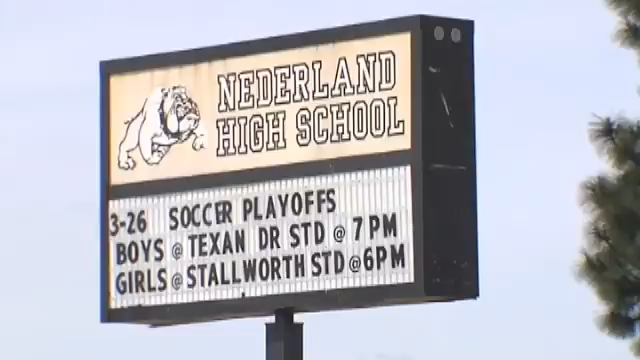 NEDERLAND
HIGH SCHOOL
3-26 SOCCER PLAYOFFS
BOYS @ TEXAN DR STD @ 7 PM
GIRLS @ STALLWORTH STD @ 6PM